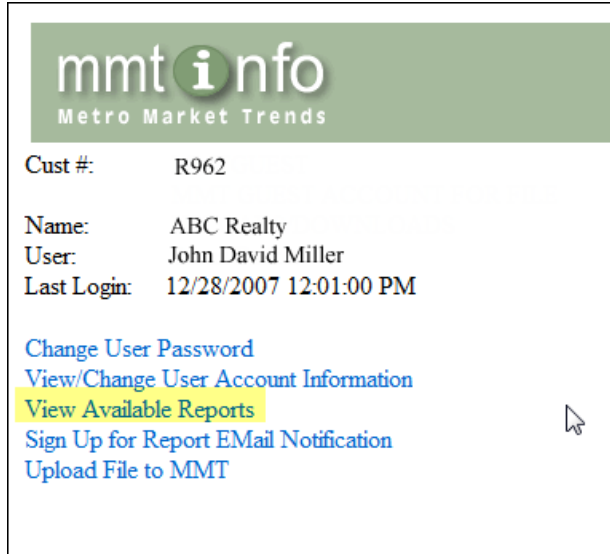 mmt info
Metro Market Trends
Cust #: R962
Name: ABC Realty
User: John David Miller
Last Login: 12/28/2007 12:01:00 PM
Change User Password
View/Change User Account Information
View Available Reports
Sign Up for Report EMail Notification
Upload File to MMT